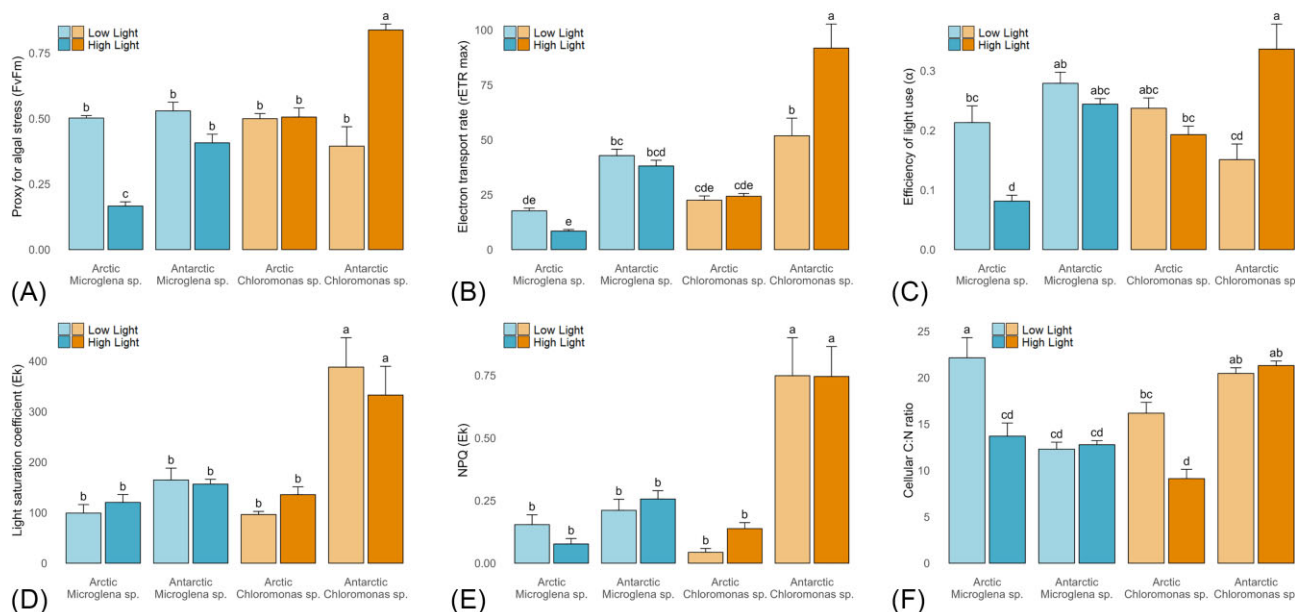 Proxy for algal stress (FvFm)
Low Light
High Light
0.75
0.50
0.25
0.00
b
c
b
b
b
b
b
a
Arctic Microglena sp.
Antarctic Microglena sp.
Arctic Chloromonas sp.
Antarctic Chloromonas sp.
(A)
Electron transport rate (rETR max)
Low Light
High Light
100
75
50
25
0
de
e
bc
bcd
cde
cde
b
a
Arctic Microglena sp.
Antarctic Microglena sp.
Arctic Chloromonas sp.
Antarctic Chloromonas sp.
(B)
Efficiency of light use (α)
Low Light
High Light
0.3
0.2
0.1
0.0
bc
d
ab
abc
abc
bc
cd
a
Arctic Microglena sp.
Antarctic Microglena sp.
Arctic Chloromonas sp.
Antarctic Chloromonas sp.
(C)
Light saturation coefficient (Ek)
Low Light
High Light
400
300
200
100
0
b
b
b
b
b
b
a
a
Arctic Microglena sp.
Antarctic Microglena sp.
Arctic Chloromonas sp.
Antarctic Chloromonas sp.
(D)
NPQ (Ek)
Low Light
High Light
0.75
0.50
0.25
0.00
b
b
b
b
b
b
a
a
Arctic Microglena sp.
Antarctic Microglena sp.
Arctic Chloromonas sp.
Antarctic Chloromonas sp.
(E)
Cellular C:N ratio
Low Light
High Light
25
20
15
10
5
0
a
cd
cd
cd
bc
d
ab
ab
Arctic Microglena sp.
Antarctic Microglena sp.
Arctic Chloromonas sp.
Antarctic Chloromonas sp.
(F)